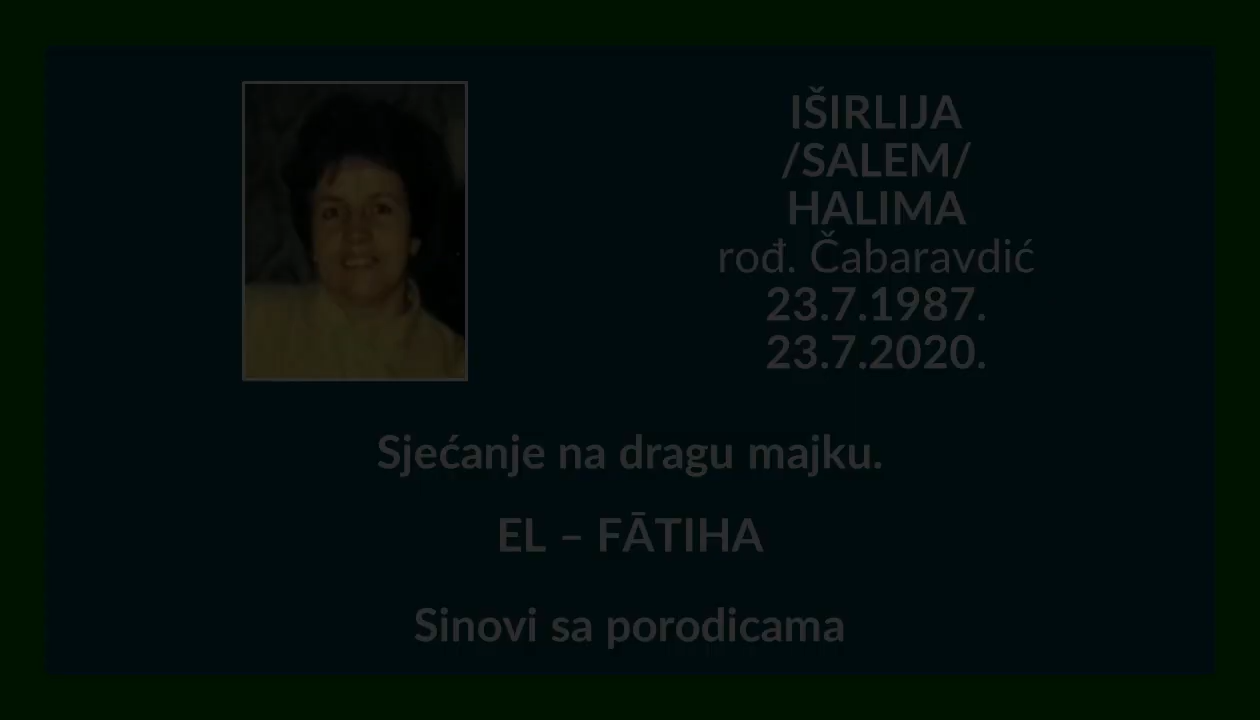 IŠIRLIJA
/SALEM/
HALIMA
rođ. Čabaravdić
23.7.1987.
23.7.2020.
Sjećanje na dragu majku.
EL – FĀTIHA
Sinovi sa porodicama